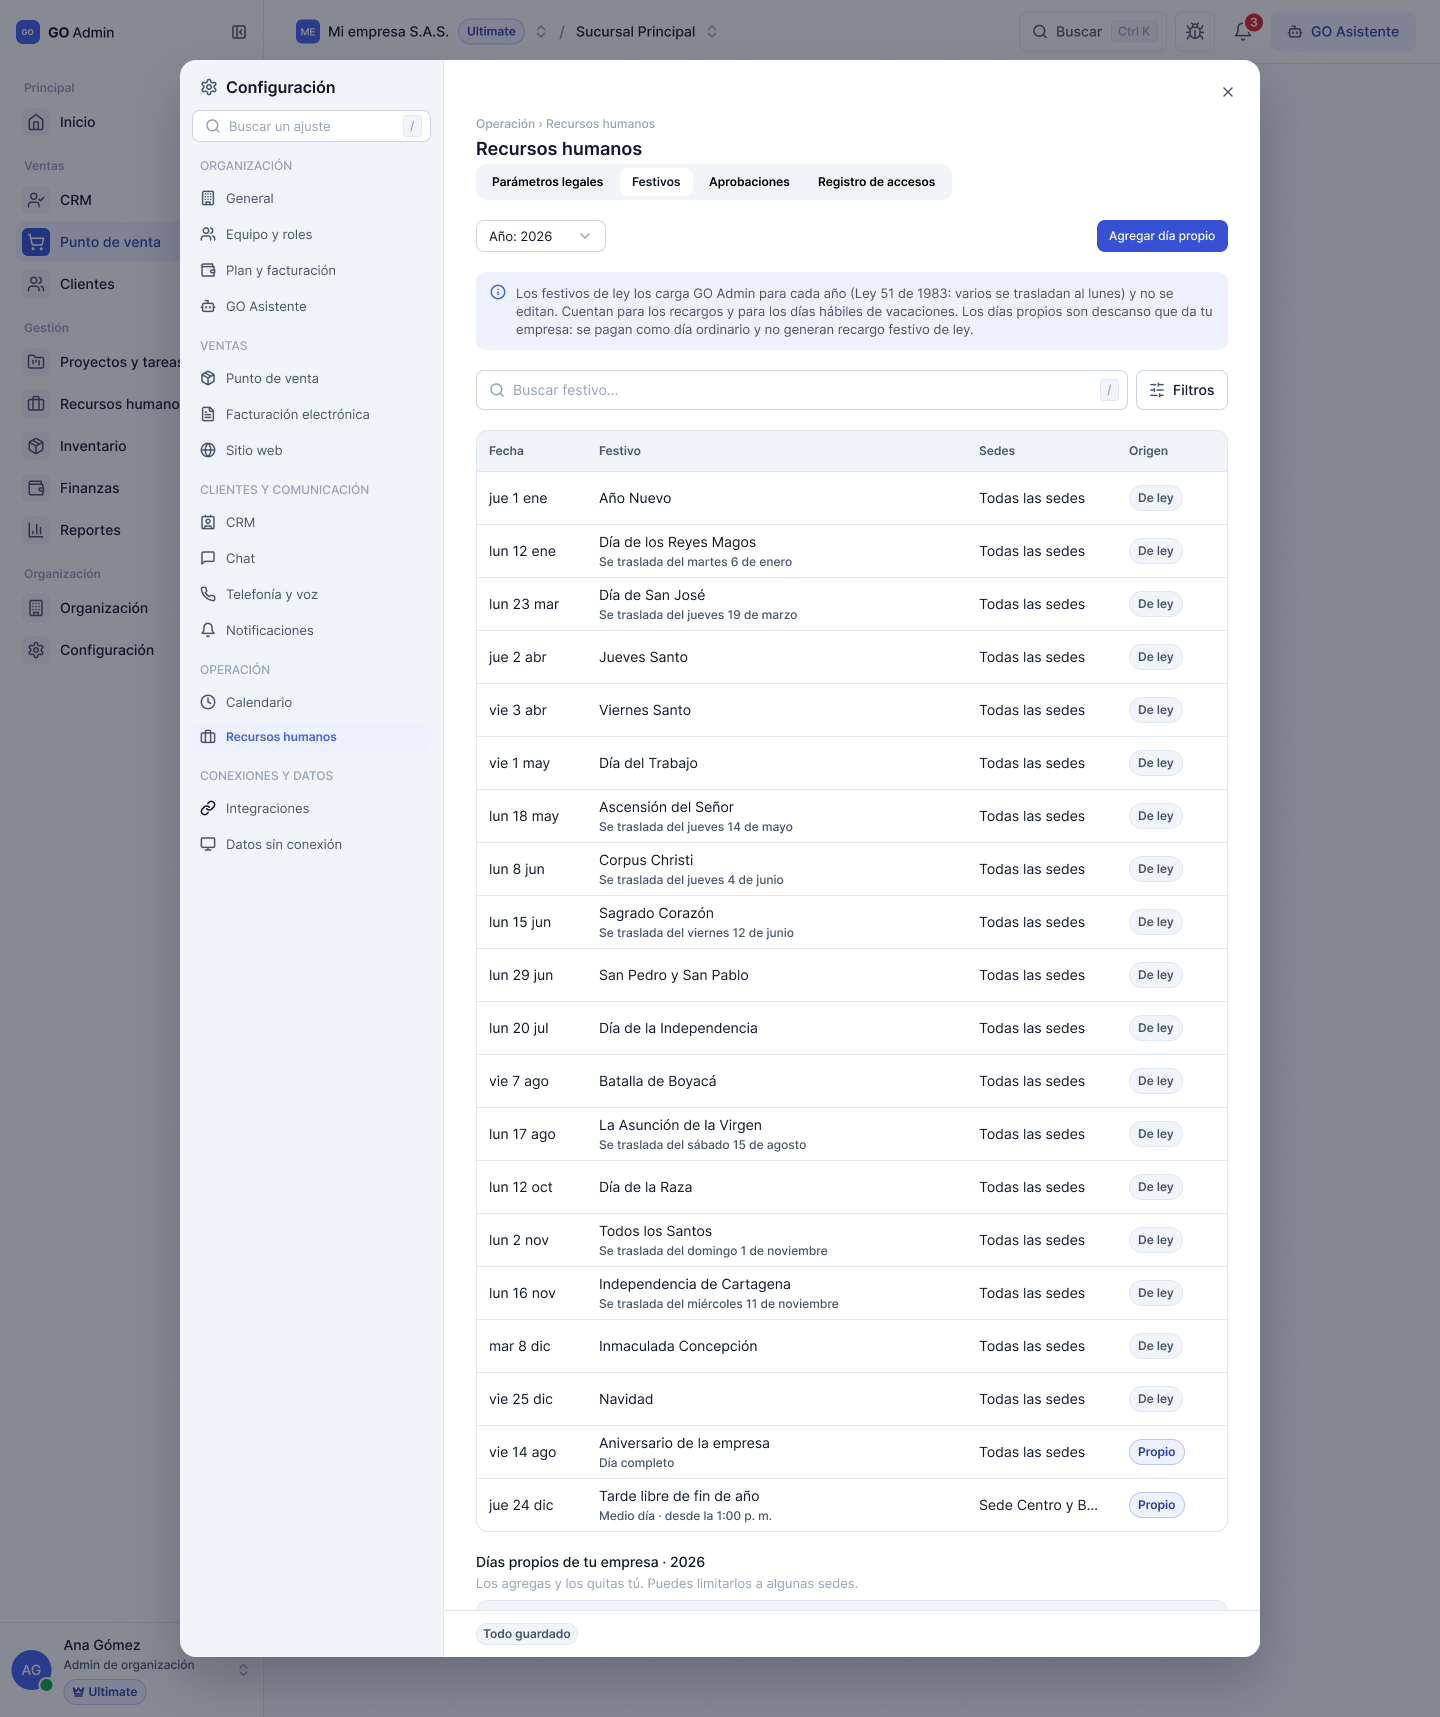 GO
GO Admin
ME
Mi empresa S.A.S.
Ultimate
/
Sucursal Principal
Buscar
Ctrl K
3
GO Asistente
Principal
Inicio
Ventas
CRM
Punto de venta
Clientes
Gestión
Proyectos y tareas
Recursos humano
Inventario
Finanzas
Reportes
Organización
Organización
Configuración
AG
Ana Gómez
Admin de organización
Ultimate
Configuración
Buscar un ajuste
/
ORGANIZACIÓN
General
Equipo y roles
Plan y facturación
GO Asistente
VENTAS
Punto de venta
Facturación electrónica
Sitio web
CLIENTES Y COMUNICACIÓN
CRM
Chat
Telefonía y voz
Notificaciones
OPERACIÓN
Calendario
Recursos humanos
CONEXIONES Y DATOS
Integraciones
Datos sin conexión
Operación › Recursos humanos
Recursos humanos
Parámetros legales
Festivos
Aprobaciones
Registro de accesos
Año: 2026
Agregar día propio
Los festivos de ley los carga GO Admin para cada año (Ley 51 de 1983: varios se trasladan al lunes) y no se
editan. Cuentan para los recargos y para los días hábiles de vacaciones. Los días propios son descanso que da tu
empresa: se pagan como día ordinario y no generan recargo festivo de ley.
Buscar festivo...
/
Filtros
Fecha Festivo Sedes Origen
jue 1 ene Año Nuevo Todas las sedes De ley
lun 12 ene Día de los Reyes Magos Todas las sedes De ley
Se traslada del martes 6 de enero
lun 23 mar Día de San José Todas las sedes De ley
Se traslada del jueves 19 de marzo
jue 2 abr Jueves Santo Todas las sedes De ley
vie 3 abr Viernes Santo Todas las sedes De ley
vie 1 may Día del Trabajo Todas las sedes De ley
lun 18 may Ascensión del Señor Todas las sedes De ley
Se traslada del jueves 14 de mayo
lun 8 jun Corpus Christi Todas las sedes De ley
Se traslada del jueves 4 de junio
lun 15 jun Sagrado Corazón Todas las sedes De ley
Se traslada del viernes 12 de junio
lun 29 jun San Pedro y San Pablo Todas las sedes De ley
lun 20 jul Día de la Independencia Todas las sedes De ley
vie 7 ago Batalla de Boyacá Todas las sedes De ley
lun 17 ago La Asunción de la Virgen Todas las sedes De ley
Se traslada del sábado 15 de agosto
lun 12 oct Día de la Raza Todas las sedes De ley
lun 2 nov Todos los Santos Todas las sedes De ley
Se traslada del domingo 1 de noviembre
lun 16 nov Independencia de Cartagena Todas las sedes De ley
Se traslada del miércoles 11 de noviembre
mar 8 dic Inmaculada Concepción Todas las sedes De ley
vie 25 dic Navidad Todas las sedes De ley
vie 14 ago Aniversario de la empresa Todas las sedes Propio
Día completo
jue 24 dic Tarde libre de fin de año Sede Centro y B... Propio
Medio día · desde la 1:00 p. m.
Días propios de tu empresa · 2026
Los agregas y los quitas tú. Puedes limitarlos a algunas sedes.
Todo guardado